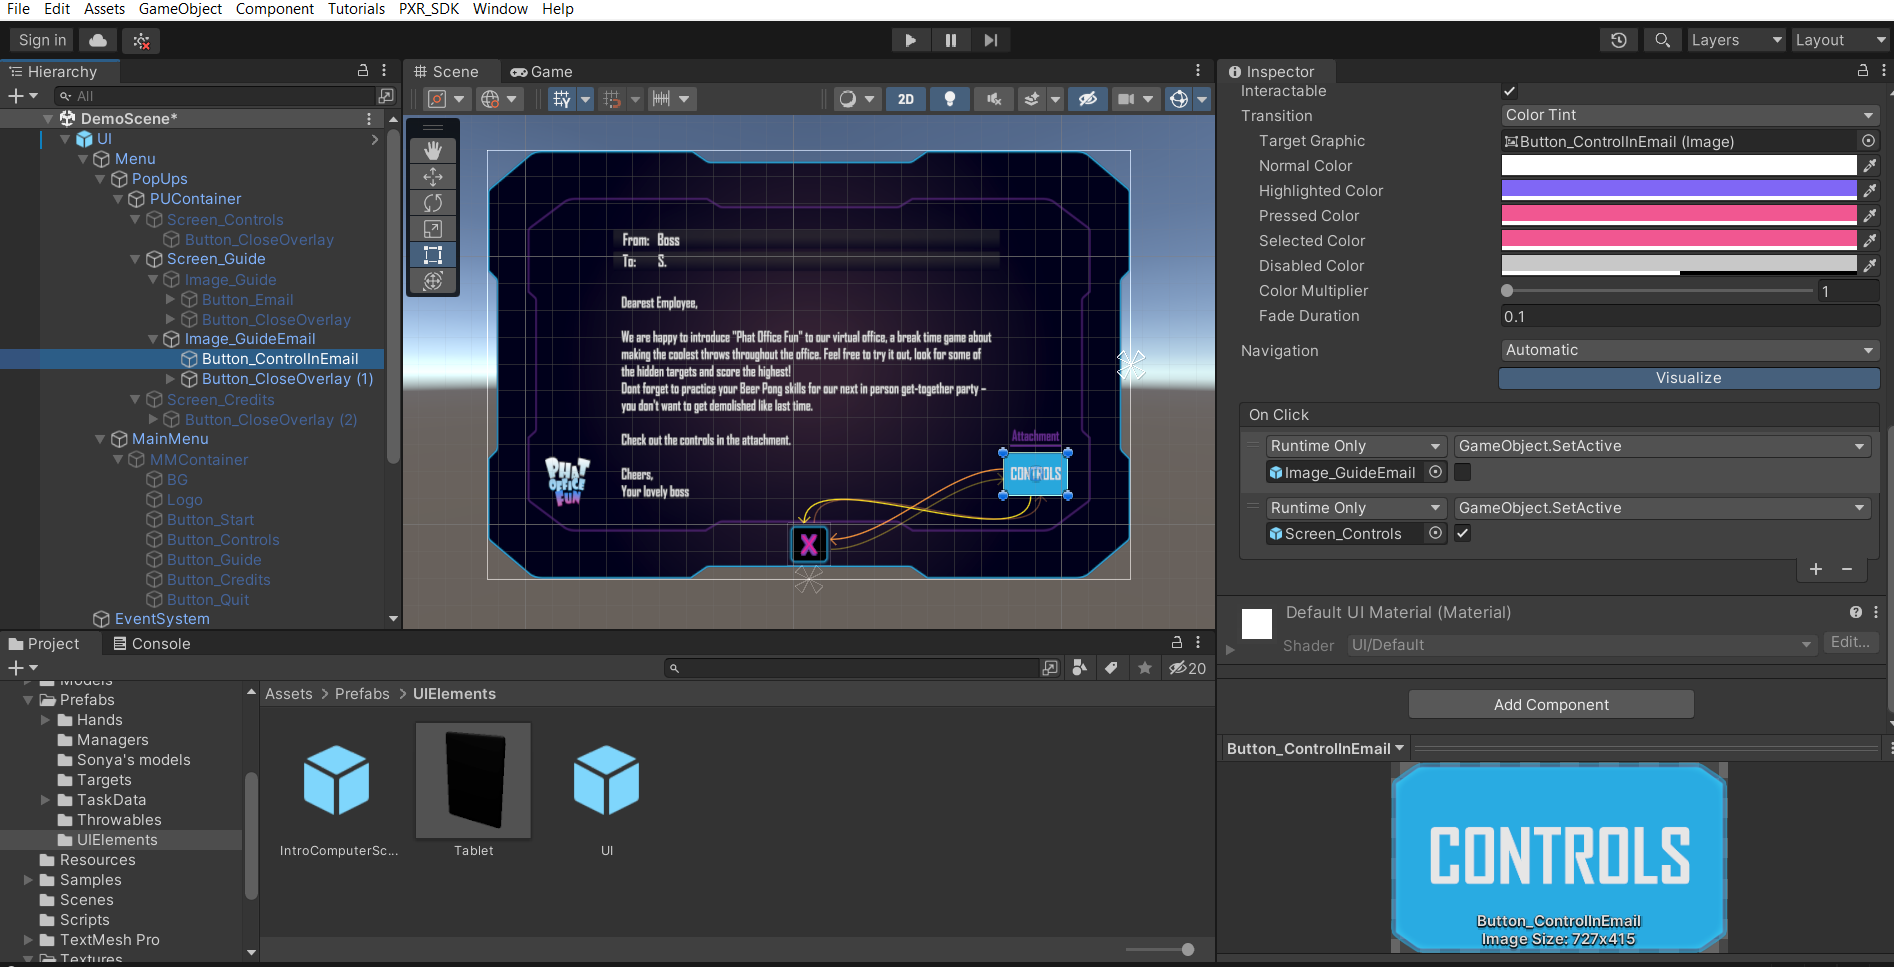 File Edit Assets GameObject Component Tutorials PXR_SDK Window Help
Sign in
Layers
Layout
Hierarchy
All
DemoScene*
UI
Menu
PopUps
PUContainer
Screen_Controls
Button_CloseOverlay
Screen_Guide
Image_Guide
Button_Email
Button_CloseOverlay
Image_GuideEmail
Button_ControlInEmail
Button_CloseOverlay (1)
Screen_Credits
Button_CloseOverlay (2)
MainMenu
MMContainer
BG
Logo
Button_Start
Button_Controls
Button_Guide
Button_Credits
Button_Quit
EventSystem
Scene
Game
2D
From: Boss
To: S.
Dearest Employee,
We are happy to introduce "Phat Office Fun" to our virtual office, a break time game about
making the coolest throws throughout the office. Feel free to try it out, look for some of
the hidden targets and score the highest!
Dont forget to practice your Beer Pong skills for our next in person get-together party –
you don't want to get demolished like last time.
Check out the controls in the attachment.
Cheers,
Your lovely boss
PHAT
OFFICE
FUN
Attachment
CONTROLS
X
Inspector
Interactable
Transition Color Tint
Target Graphic Button_ControlInEmail (Image)
Normal Color
Highlighted Color
Pressed Color
Selected Color
Disabled Color
Color Multiplier 1
Fade Duration 0.1
Navigation Automatic
Visualize
On Click
Runtime Only GameObject.SetActive
Image_GuideEmail
Runtime Only GameObject.SetActive
Screen_Controls
Default UI Material (Material)
Shader UI/Default Edit...
Add Component
Button_ControlInEmail
CONTROLS
Button_ControlInEmail
Image Size: 727x415
Project
Console
20
Models
Prefabs
Hands
Managers
Sonya's models
Targets
TaskData
Throwables
UIElements
Resources
Samples
Scenes
Scripts
TextMesh Pro
Textures
Assets > Prefabs > UIElements
IntroComputerSc...
Tablet
UI